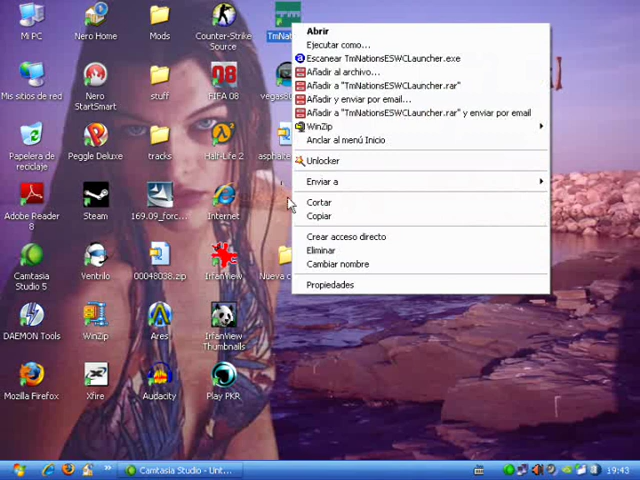 Mi PC
Nero Home
Mods
Counter-Strike
Source
TmNat
Mis sitios de red
Nero
StartSmart
stuff
FIFA 08
vegaso
Papelera de
reciclaje
Peggle Deluxe
tracks
Half-Life 2
asphalte
Adobe Reader
8
Steam
169.09_forc...
Internet
Camtasia
Studio 5
Ventrilo
00048038.zip
IrfanView
Nueva c
DAEMON Tools
WinZip
Ares
IrfanView
Thumbnails
Mozilla Firefox
Xfire
Audacity
Play PKR
Abrir
Ejecutar como...
Escanear TmNationsESWCLauncher.exe
Añadir al archivo...
Añadir a "TmNationsESWCLauncher.rar"
Añadir y enviar por email...
Añadir a "TmNationsESWCLauncher.rar" y enviar por email
WinZip
Anclar al menú Inicio
Unlocker
Enviar a
Cortar
Copiar
Crear acceso directo
Eliminar
Cambiar nombre
Propiedades
Camtasia Studio - Unt...
19:43